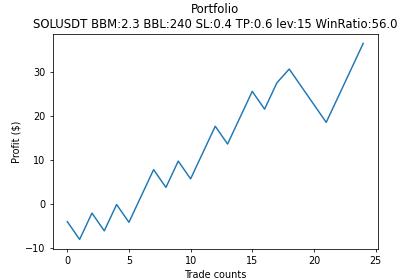 Portfolio
SOLUSDT BBM:2.3 BBL:240 SL:0.4 TP:0.6 lev:15 WinRatio:56.0
Profit ($)
30
20
10
0
−10
0
5
10
15
20
25
Trade counts